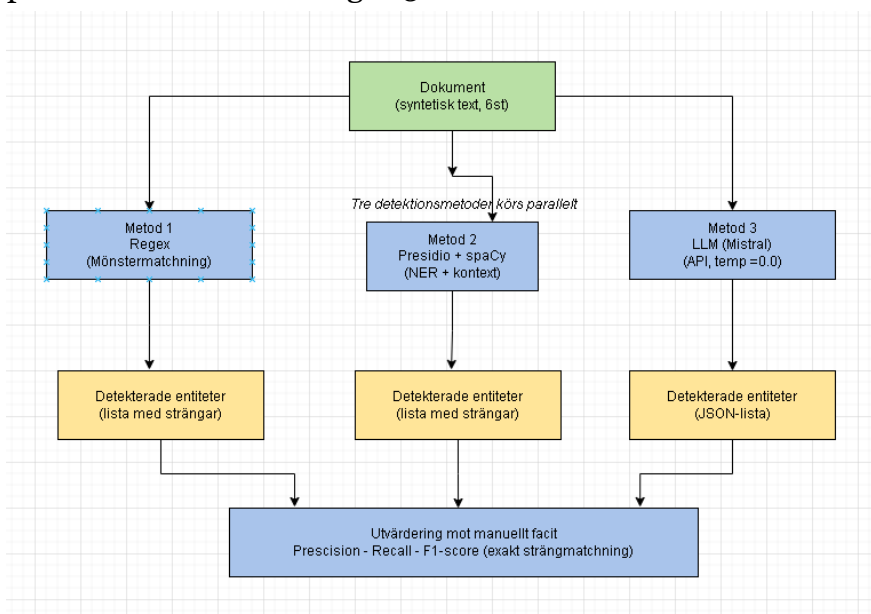 Dokument
(syntetisk text, 6st)
Tre detektionsmetoder körs parallelt
Metod 1
Regex
(Mönstermatchning)
Metod 2
Presidio + spaCy
(NER + kontext)
Metod 3
LLM (Mistral)
(API, temp =0.0)
Detekterade entiteter
(lista med strängar)
Detekterade entiteter
(lista med strängar)
Detekterade entiteter
(JSON-lista)
Utvärdering mot manuellt facit
Prescision - Recall - F1-score (exakt strängmatchning)